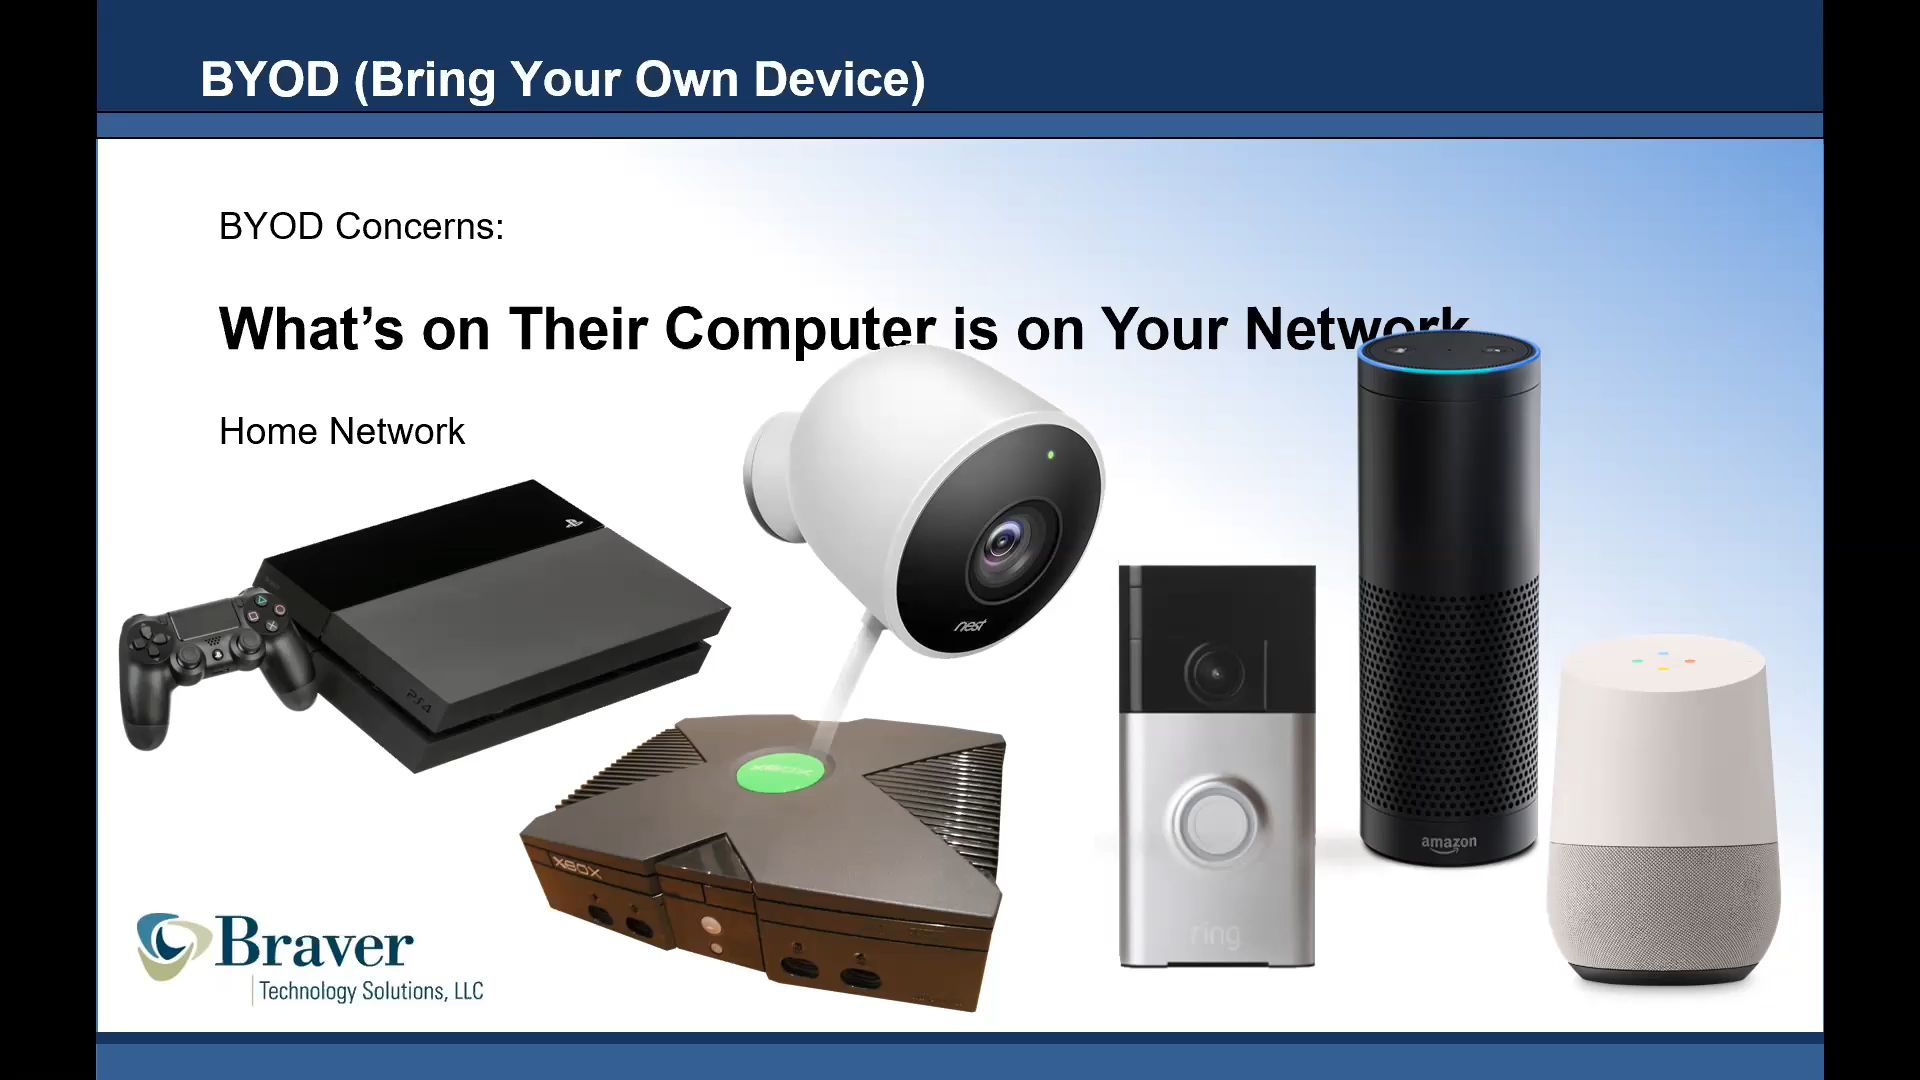 BYOD (Bring Your Own Device)
BYOD Concerns:
What’s on Their Computer is on Your Network
Home Network
nest
PS4
XBOX
XBOX
ring
amazon
Braver
Technology Solutions, LLC